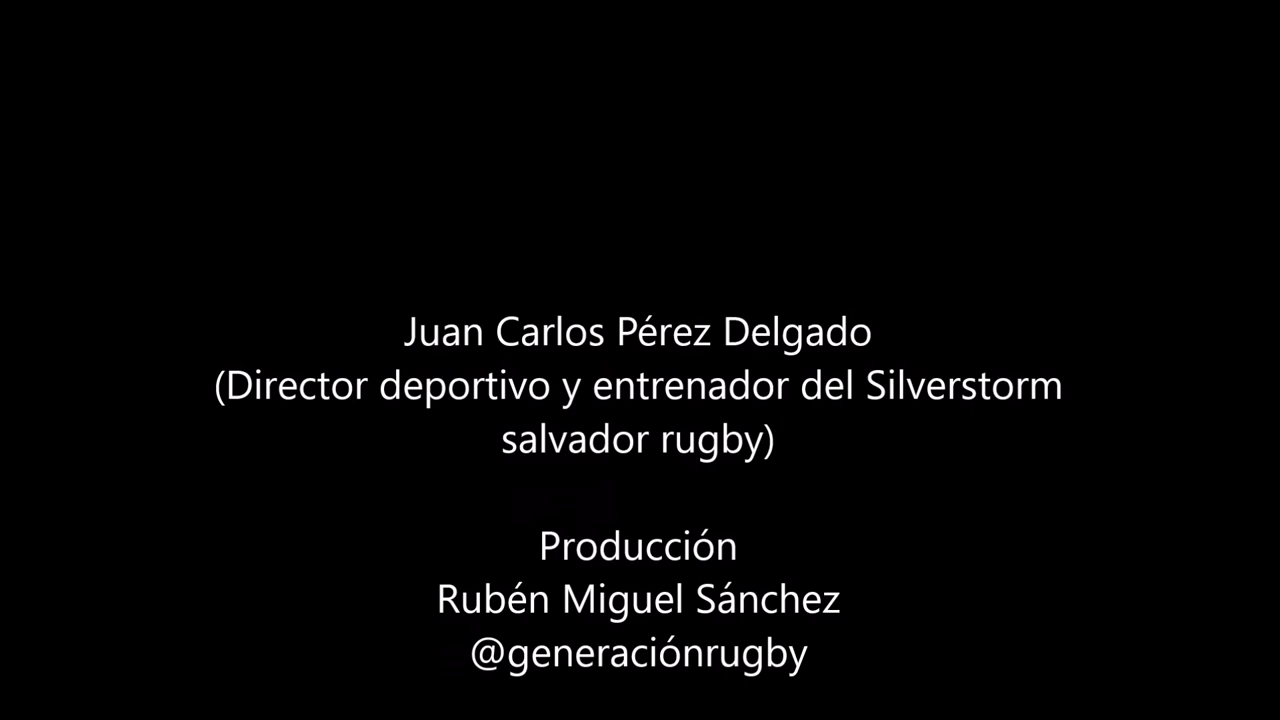 Juan Carlos Pérez Delgado
(Director deportivo y entrenador del Silverstorm
salvador rugby)
Producción
Rubén Miguel Sánchez
@generaciónrugby